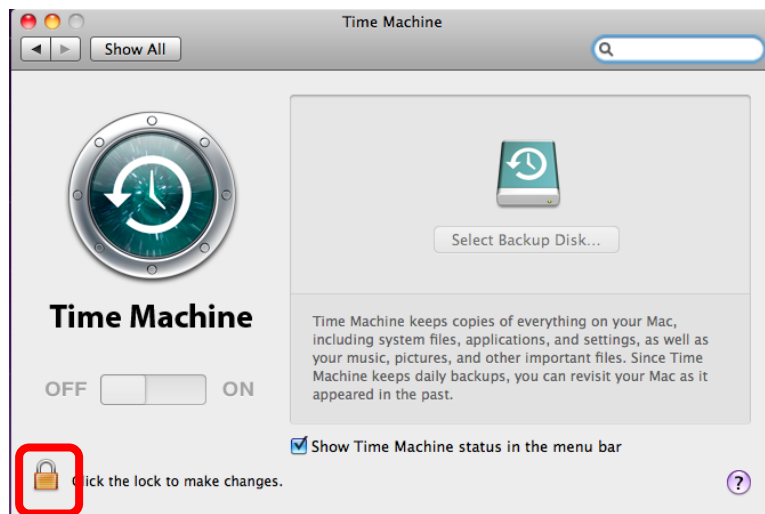 Time Machine
Show All
Select Backup Disk...
Time Machine
Time Machine keeps copies of everything on your Mac,
including system files, applications, and settings, as well as
your music, pictures, and other important files. Since Time
Machine keeps daily backups, you can revisit your Mac as it
appeared in the past.
OFF ON
Show Time Machine status in the menu bar
Click the lock to make changes.
?